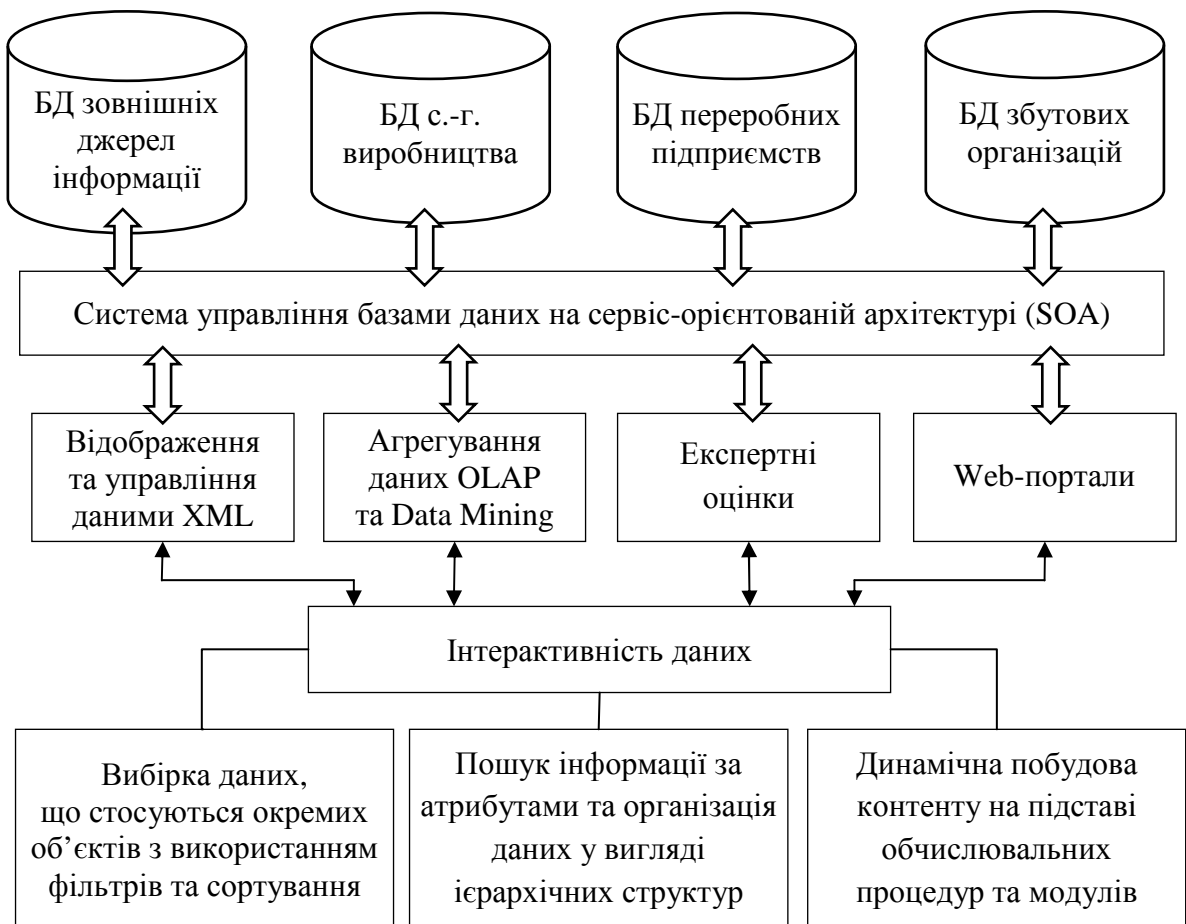 БД зовнішніх
джерел
інформації
БД с.-г.
виробництва
БД переробних
підприємств
БД збутових
організацій
Система управління базами даних на сервіс-орієнтованій архітектурі (SOA)
Відображення
та управління
даними XML
Агрегування
даних OLAP
та Data Mining
Експертні
оцінки
Web-портали
Інтерактивність даних
Вибірка даних,
що стосуються окремих
об’єктів з використанням
фільтрів та сортування
Пошук інформації за
атрибутами та організація
даних у вигляді
ієрархічних структур
Динамічна побудова
контенту на підставі
обчислювальних
процедур та модулів